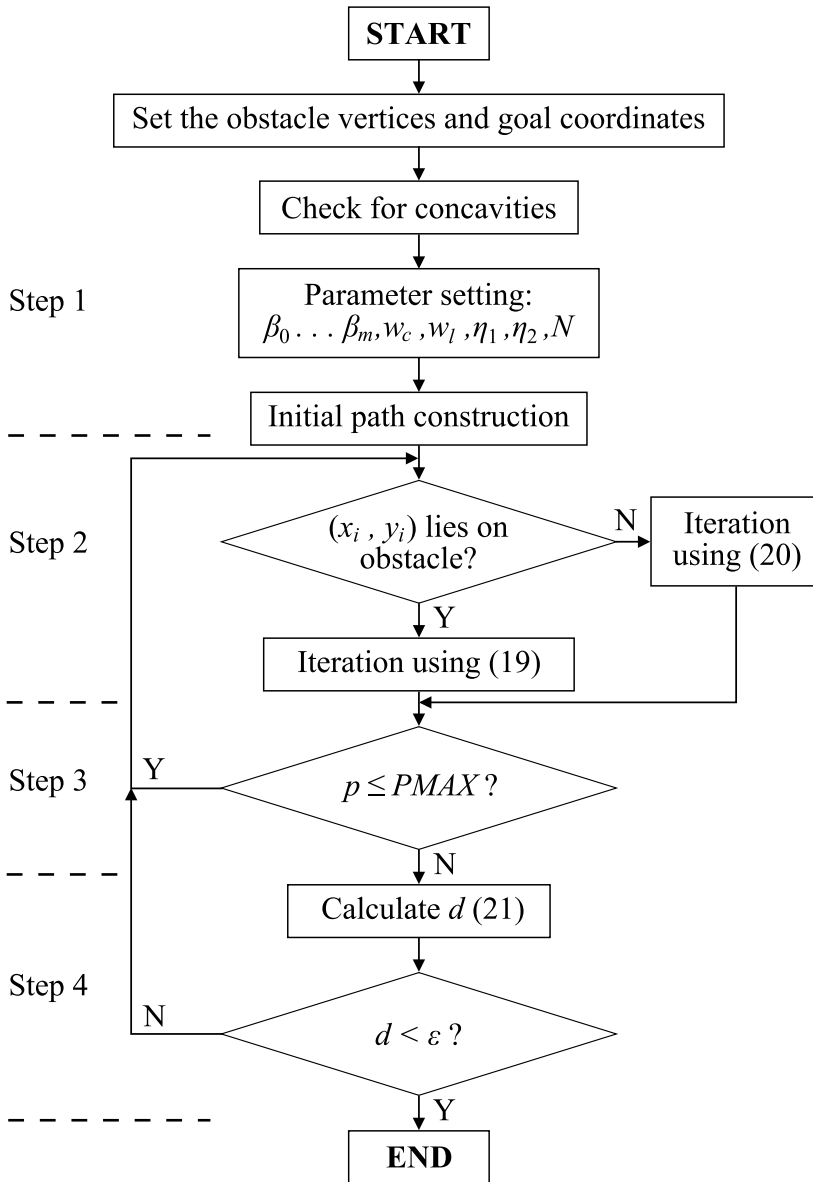 START
Set the obstacle vertices and goal coordinates
Check for concavities
Step 1
Parameter setting:
β₀ . . . βₘ,w_c ,w_l ,η₁,η₂,N
Initial path construction
Step 2
(xᵢ , yᵢ) lies on
obstacle?
N
Iteration
using (20)
Y
Iteration using (19)
Step 3
Y
p ≤ PMAX ?
N
Calculate d (21)
Step 4
N
d < ε ?
Y
END